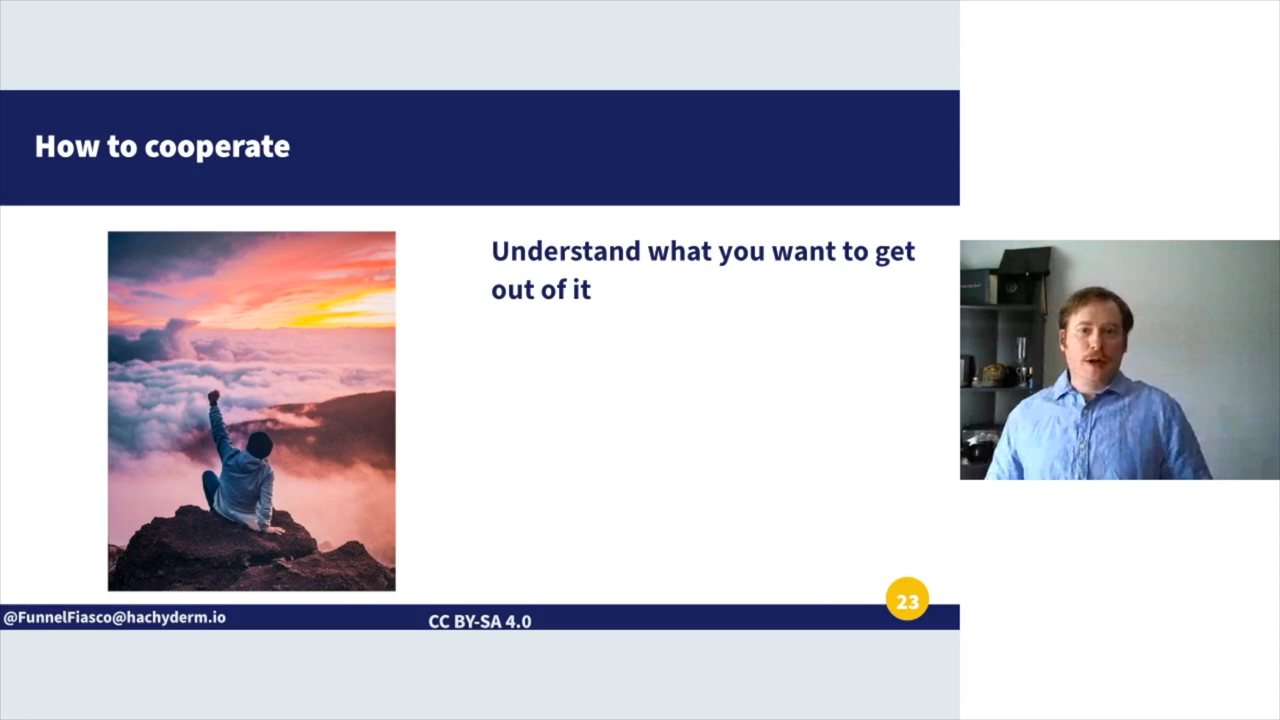 How to cooperate
Understand what you want to get
out of it
@FunnelFiasco@hachyderm.io
CC BY-SA 4.0
23